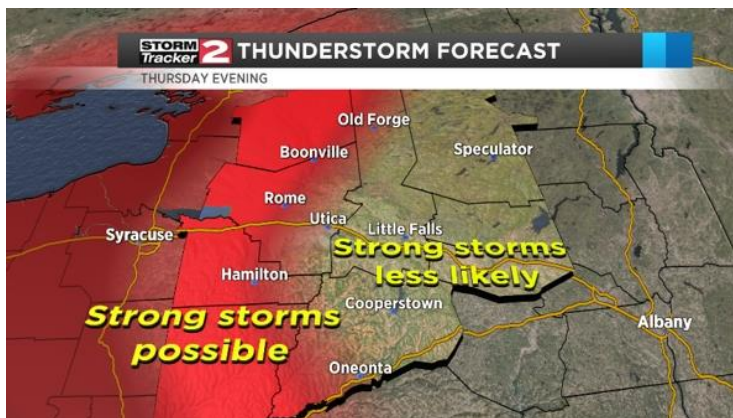 STORM Tracker 2 THUNDERSTORM FORECAST
THURSDAY EVENING
Old Forge
Boonville
Speculator
Rome
Utica
Little Falls
Syracuse
Strong storms
less likely
Hamilton
Cooperstown
Strong storms
possible
Albany
Oneonta